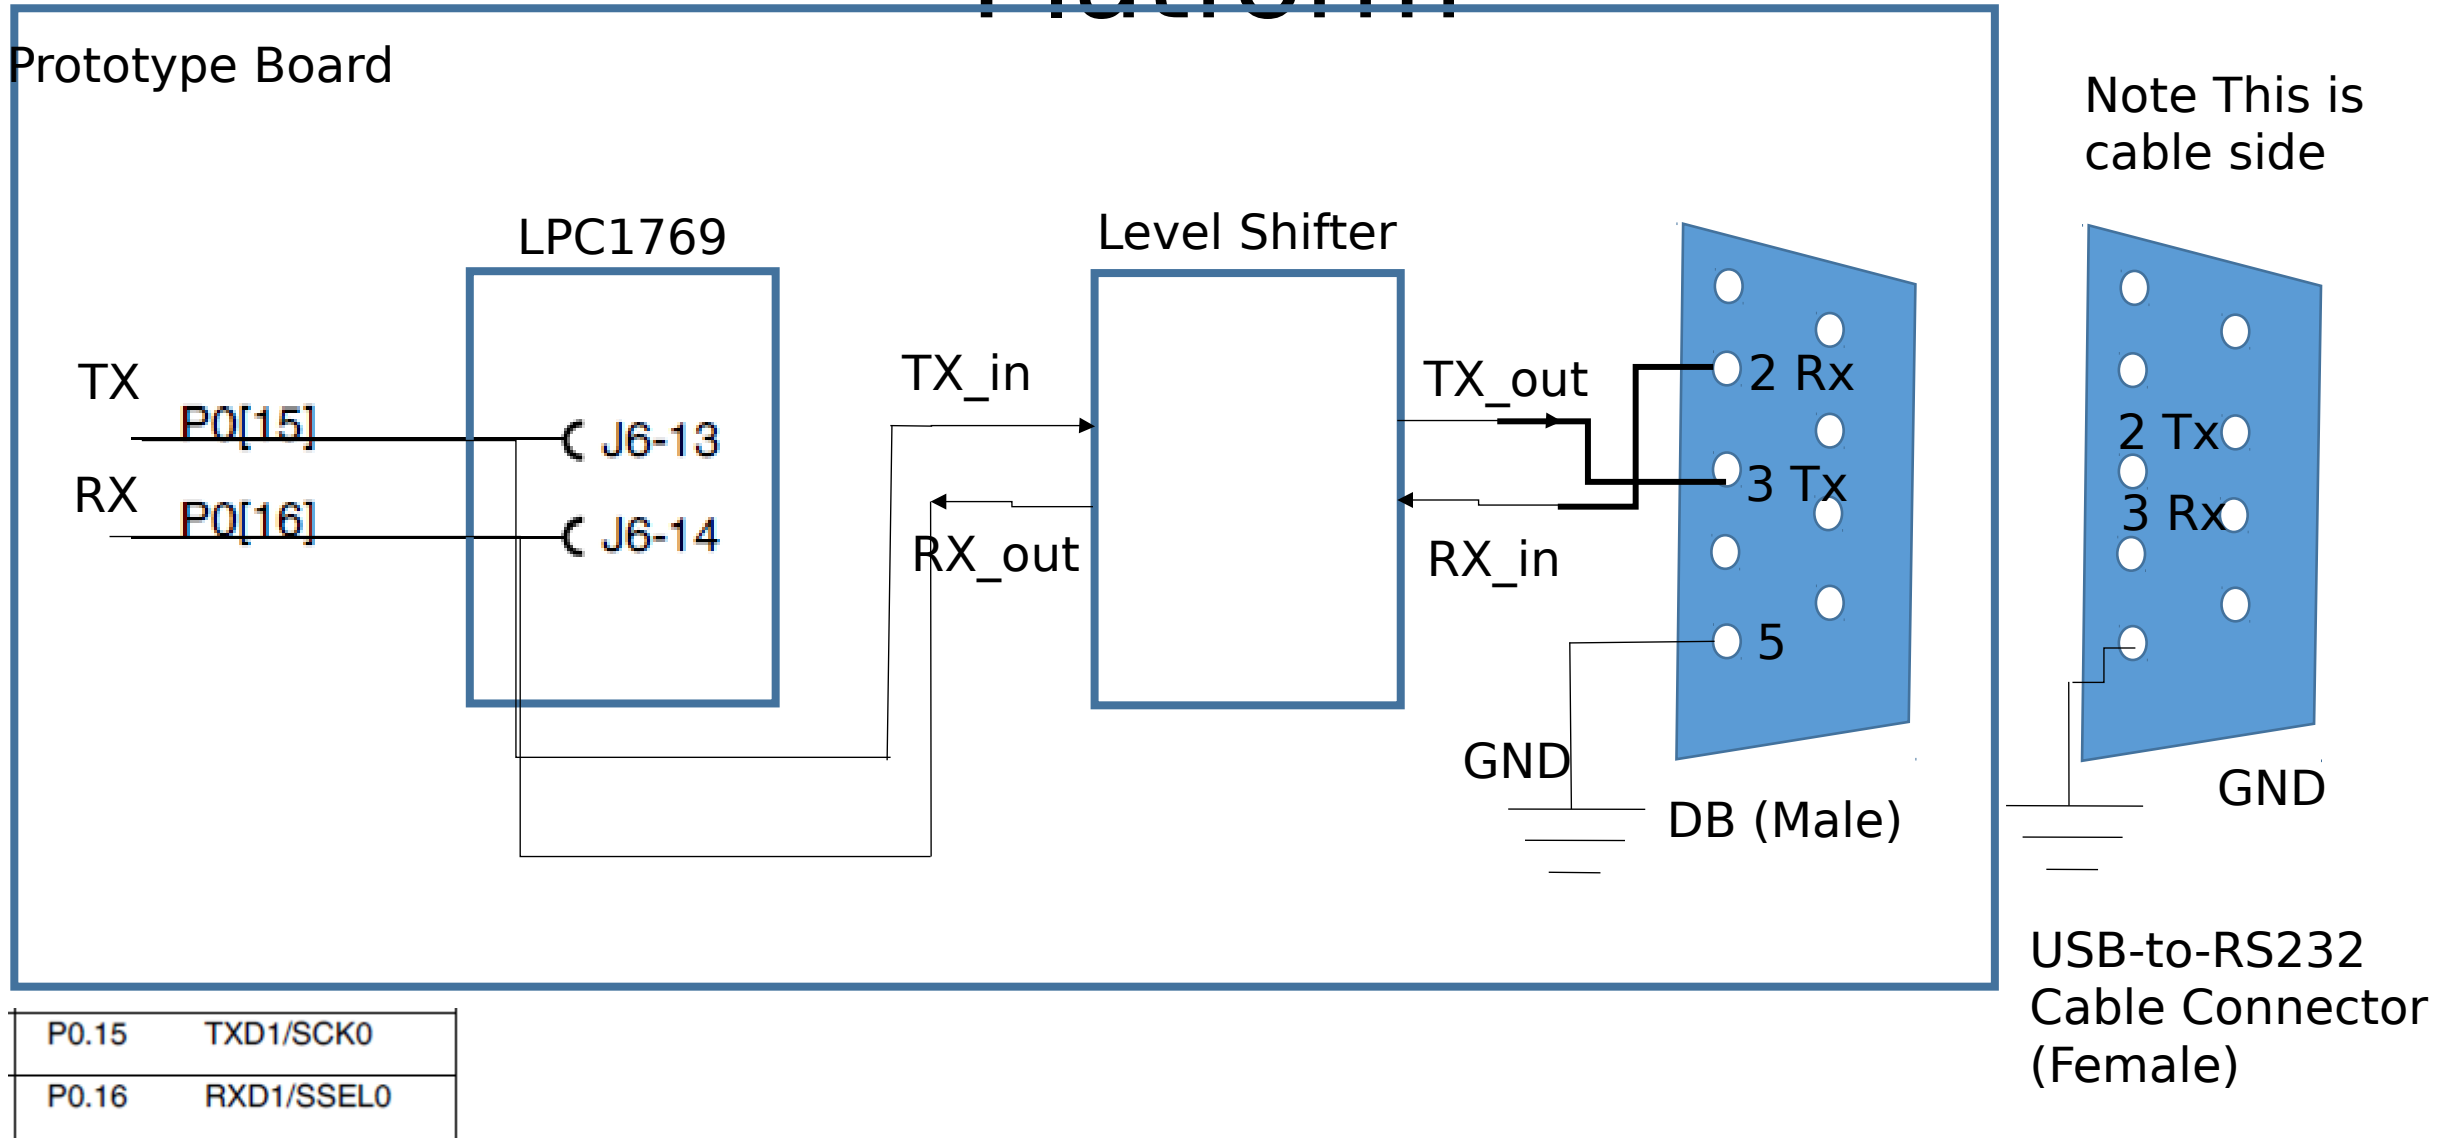 Platform
Prototype Board
Note This is
cable side
LPC1769
Level Shifter
TX
P0[15]
J6-13
RX
P0[16]
J6-14
TX_in
RX_out
TX_out
RX_in
2 Rx
3 Tx
5
GND
DB (Male)
2 Tx
3 Rx
GND
USB-to-RS232
Cable Connector
(Female)
P0.15 TXD1/SCK0
P0.16 RXD1/SSEL0